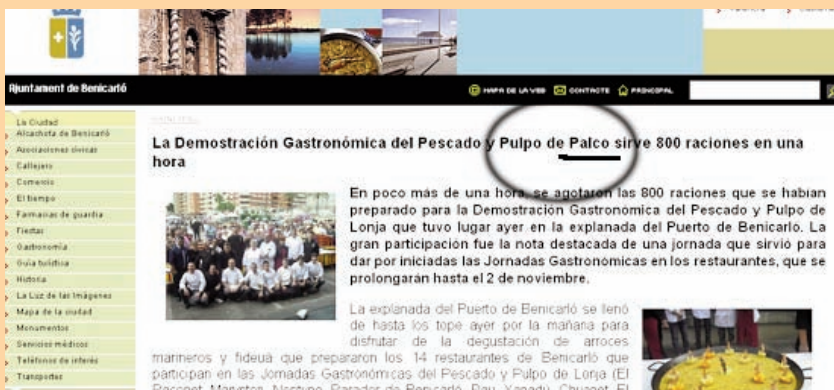 Ajuntament de Benicarló
MAPA DE LA WEB CONTACTE PRINCIPAL
La Ciudad
Alcachofa de Benicarló
Asociaciones cívicas
Callejero
Comercio
El tiempo
Farmacias de guardia
Fiestas
Gastronomía
Guía turística
Historia
La Luz de las Imágenes
Mapa de la ciudad
Monumentos
Servicios médicos
Teléfonos de interés
Transportes
La Demostración Gastronómica del Pescado y Pulpo de Palco sirve 800 raciones en una
hora
En poco más de una hora, se agotaron las 800 raciones que se habían
preparado para la Demostración Gastronómica del Pescado y Pulpo de
Lonja que tuvo lugar ayer en la explanada del Puerto de Benicarló. La
gran participación fue la nota destacada de una jornada que sirvió para
dar por iniciadas las Jornadas Gastronómicas en los restaurantes, que se
prolongarán hasta el 2 de noviembre.
La explanada del Puerto de Benicarló se llenó
de hasta los tope ayer por la mañana para
disfrutar de la degustación de arroces
marineros y fideuà que prepararon los 14 restaurantes de Benicarló que
participan en las Jornadas Gastronómicas del Pescado y Pulpo de Lonja (El